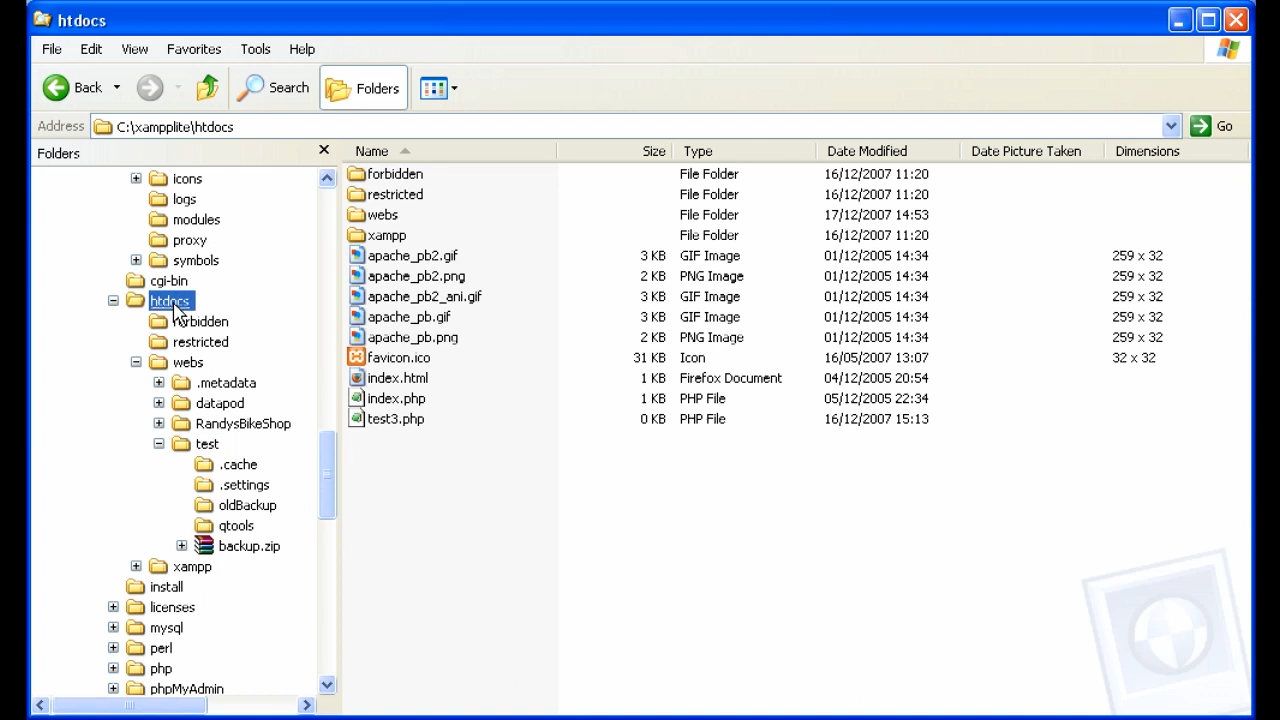 htdocs
File Edit View Favorites Tools Help
Back Search Folders
Address C:\xampplite\htdocs Go
Folders
icons
logs
modules
proxy
symbols
cgi-bin
htdocs
forbidden
restricted
webs
.metadata
datapod
RandysBikeShop
test
.cache
.settings
oldBackup
qtools
backup.zip
xampp
install
licenses
mysql
perl
php
phpMyAdmin
Name Size Type Date Modified Date Picture Taken Dimensions
forbidden File Folder 16/12/2007 11:20
restricted File Folder 16/12/2007 11:20
webs File Folder 17/12/2007 14:53
xampp File Folder 16/12/2007 11:20
apache_pb2.gif 3 KB GIF Image 01/12/2005 14:34 259 x 32
apache_pb2.png 2 KB PNG Image 01/12/2005 14:34 259 x 32
apache_pb2_ani.gif 3 KB GIF Image 01/12/2005 14:34 259 x 32
apache_pb.gif 3 KB GIF Image 01/12/2005 14:34 259 x 32
apache_pb.png 2 KB PNG Image 01/12/2005 14:34 259 x 32
favicon.ico 31 KB Icon 16/05/2007 13:07 32 x 32
index.html 1 KB Firefox Document 04/12/2005 20:54
index.php 1 KB PHP File 05/12/2005 22:34
test3.php 0 KB PHP File 16/12/2007 15:13